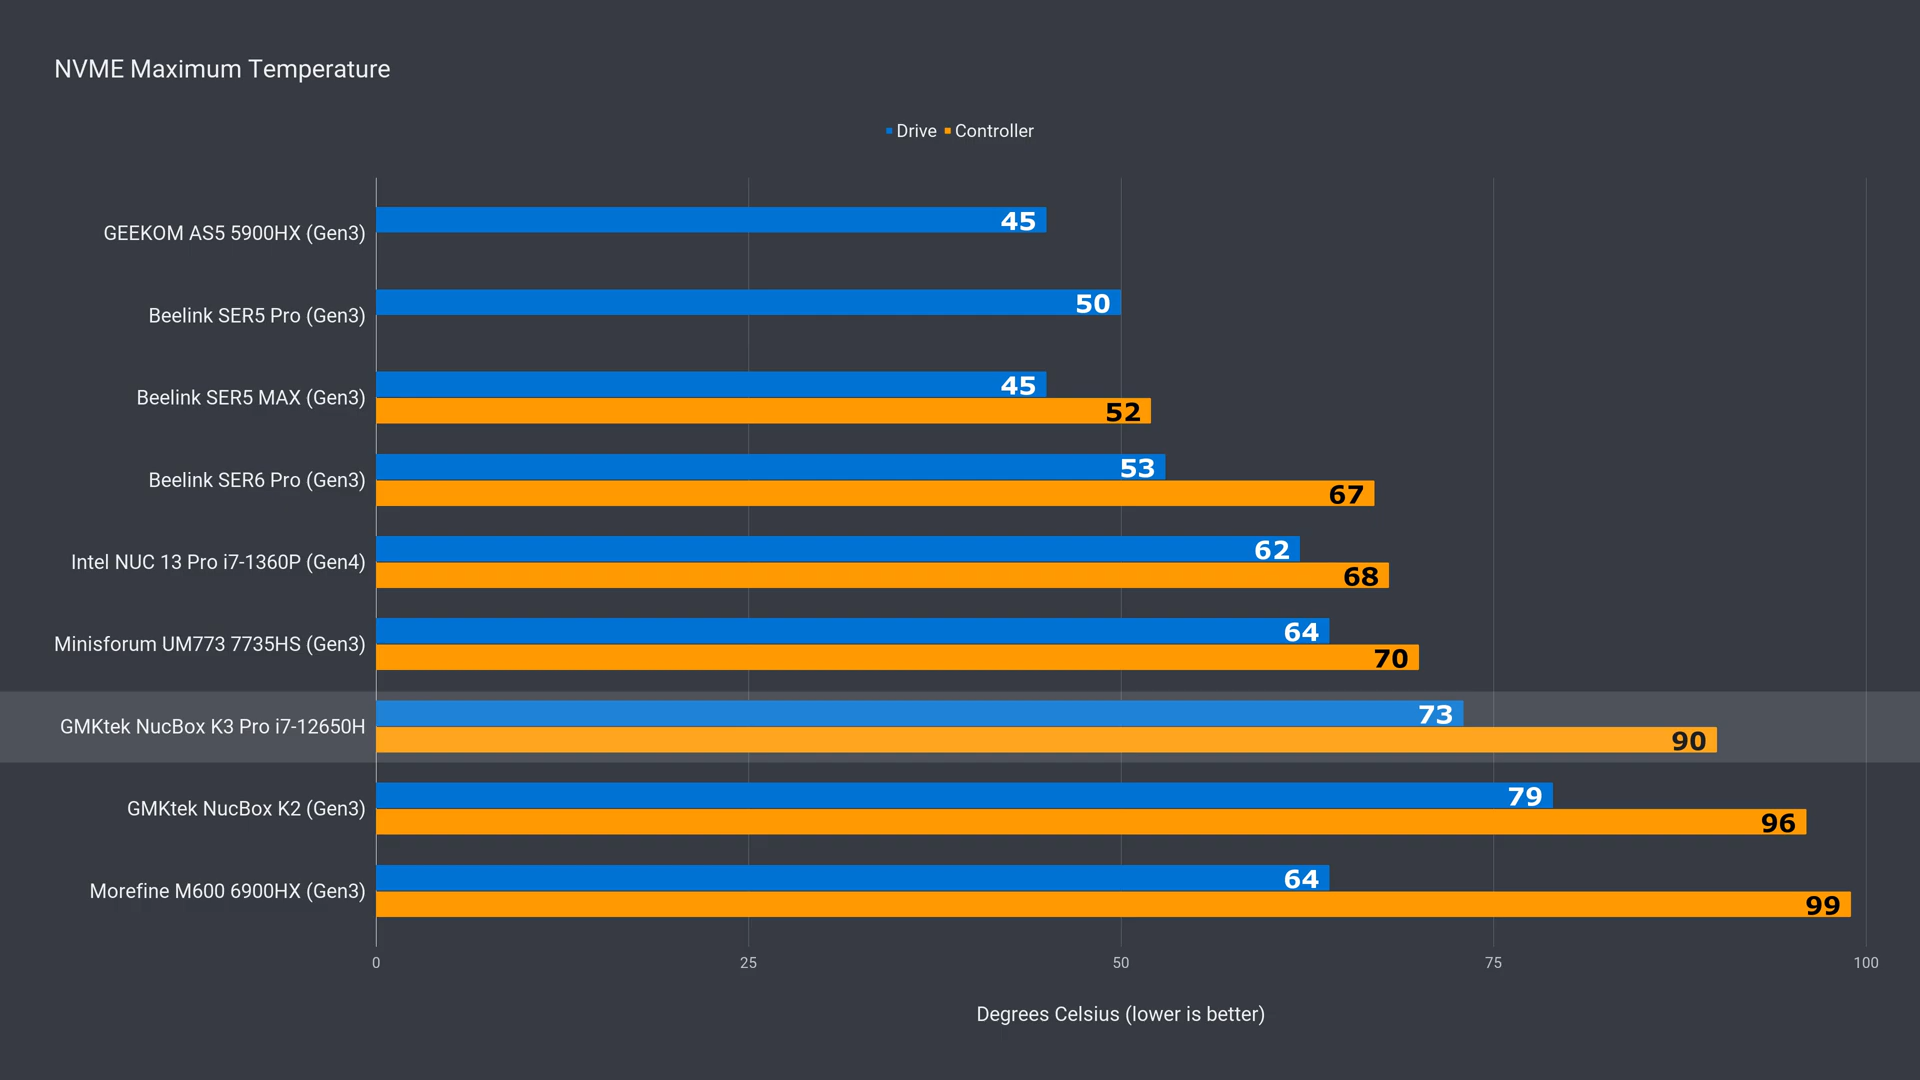 NVME Maximum Temperature
Drive Controller
GEEKOM AS5 5900HX (Gen3) 45
Beelink SER5 Pro (Gen3) 50
Beelink SER5 MAX (Gen3) 45
52
Beelink SER6 Pro (Gen3) 53
67
Intel NUC 13 Pro i7-1360P (Gen4) 62
68
Minisforum UM773 7735HS (Gen3) 64
70
GMKtek NucBox K3 Pro i7-12650H 73
90
GMKtek NucBox K2 (Gen3) 79
96
Morefine M600 6900HX (Gen3) 64
99
0 25 50 75 100
Degrees Celsius (lower is better)